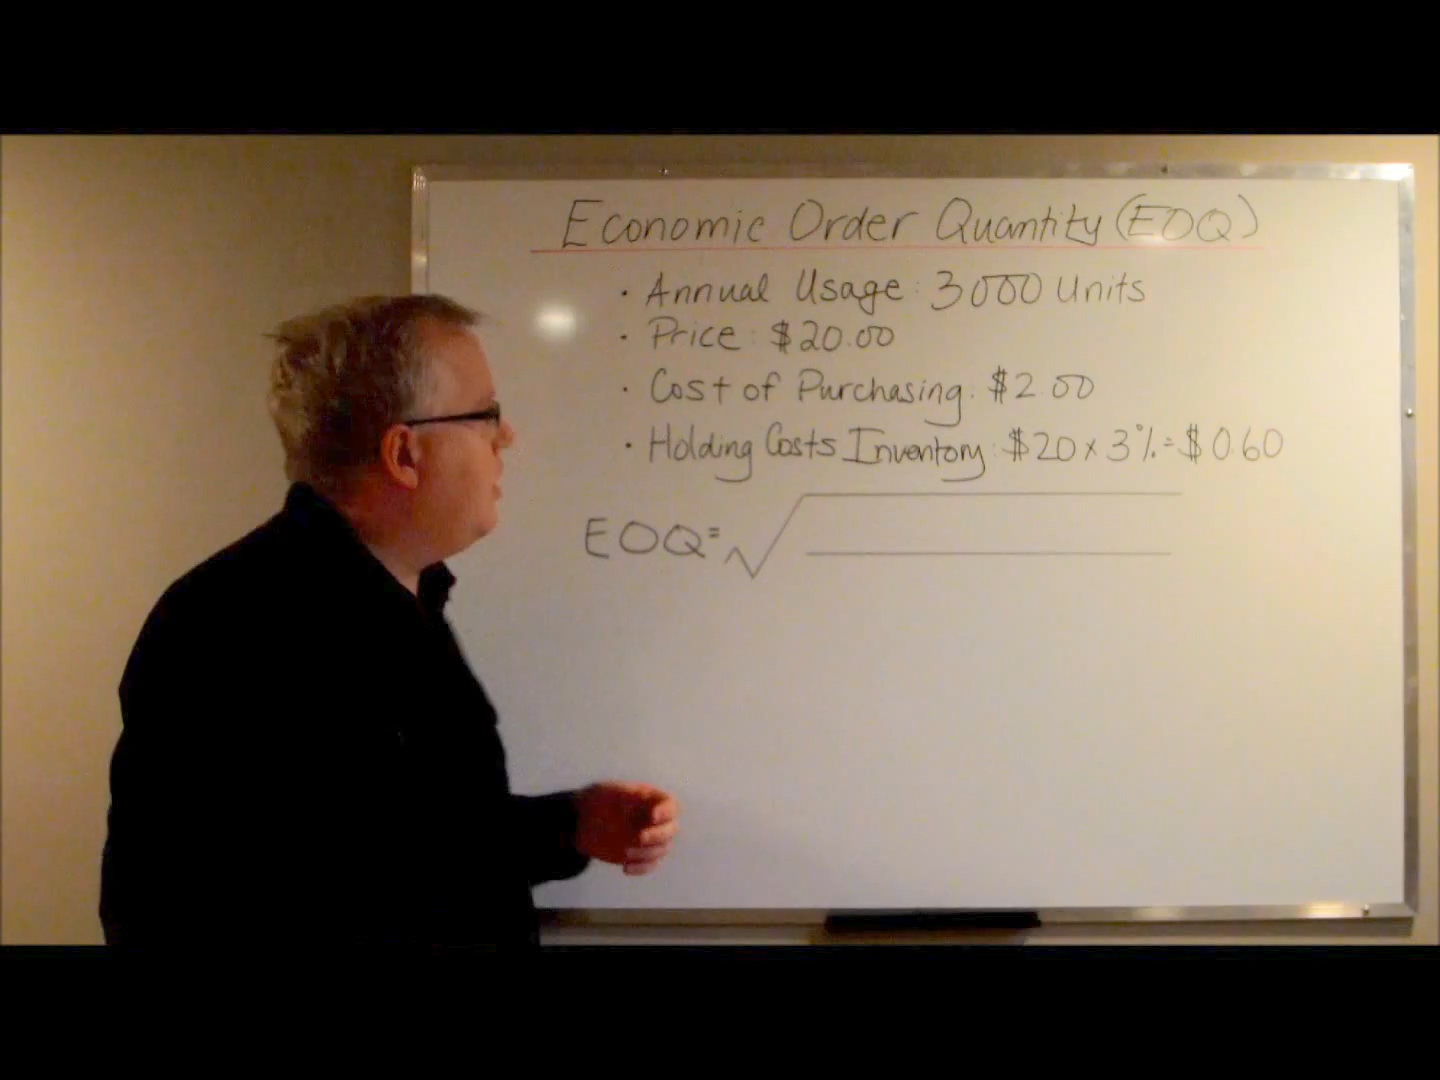 Economic Order Quantity (EOQ)
· Annual Usage: 3000 Units
· Price: $20.00
· Cost of Purchasing: $2.00
· Holding Costs Inventory: $20 x 3% = $0.60
EOQ= √